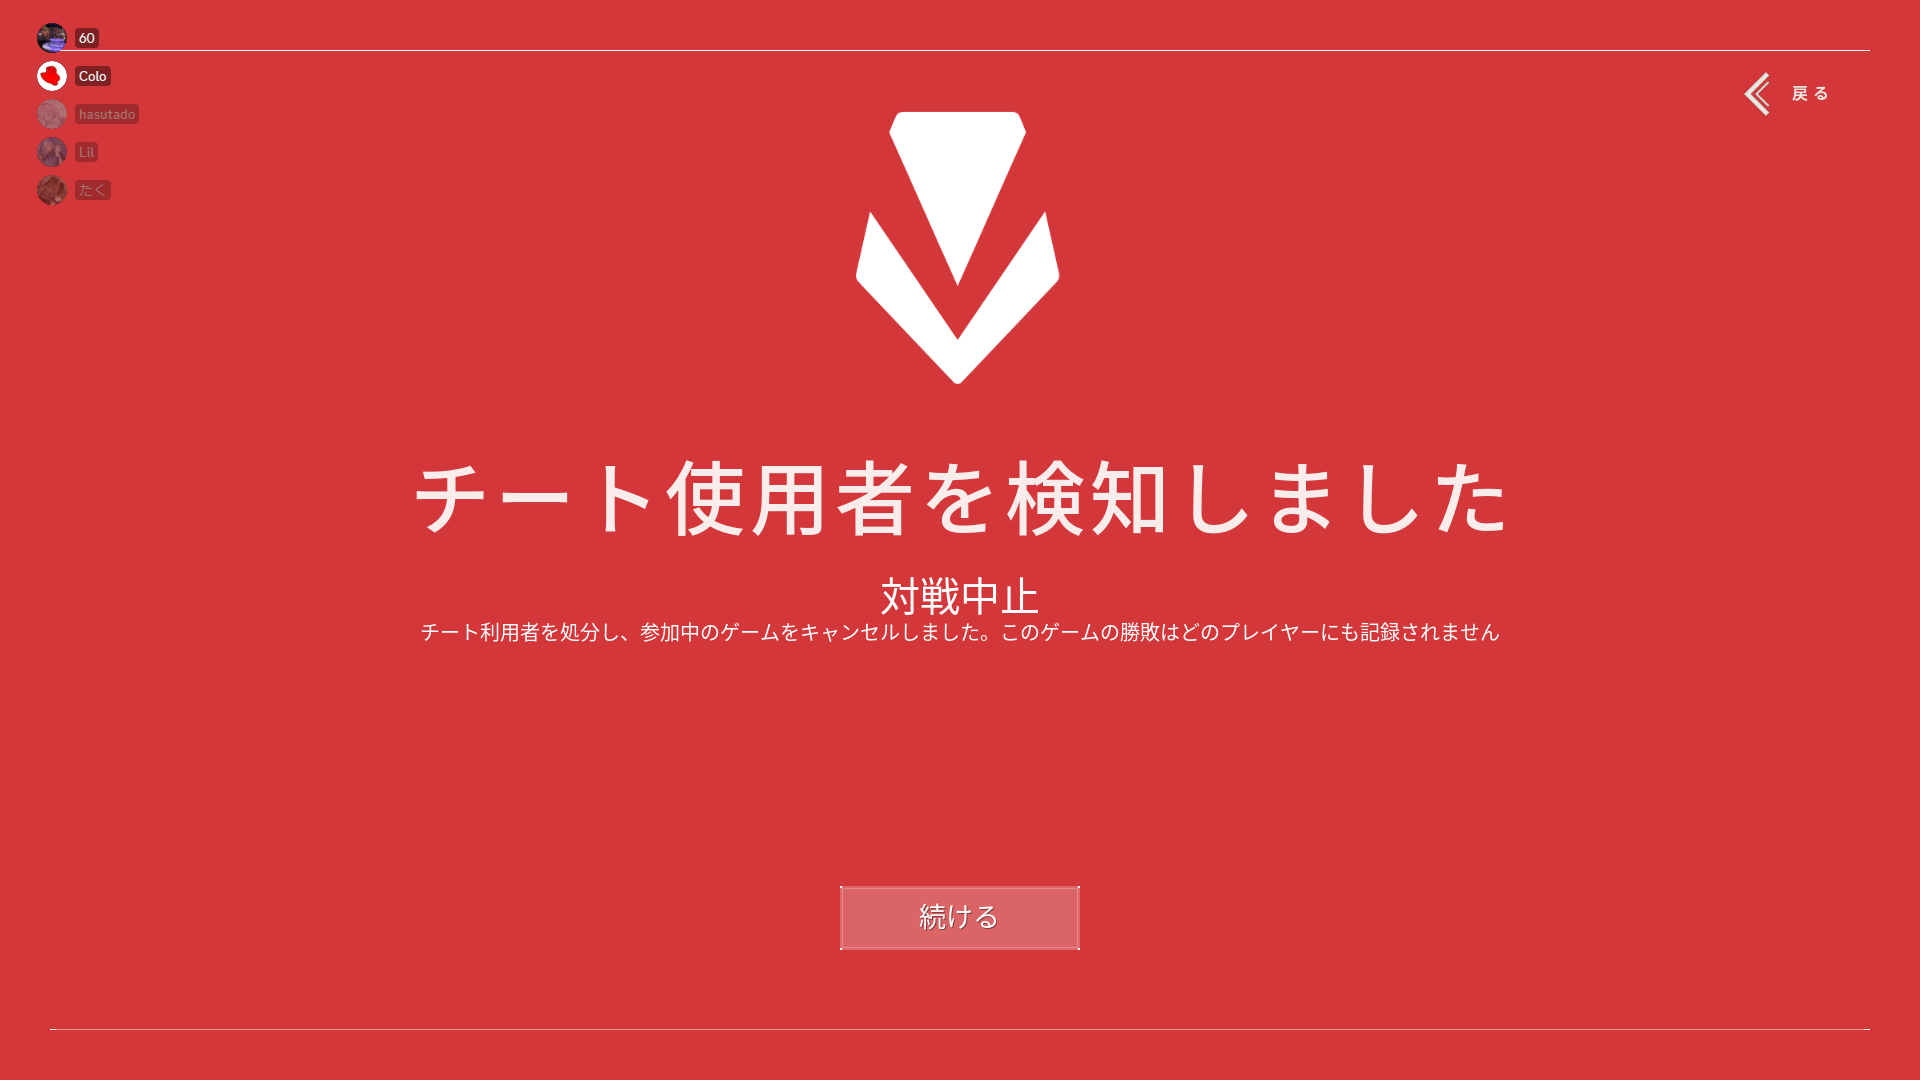 60
Colo
hasutado
Lil
たく
戻る
チート使用者を検知しました
対戦中止
チート利用者を処分し、参加中のゲームをキャンセルしました。このゲームの勝敗はどのプレイヤーにも記録されません
続ける